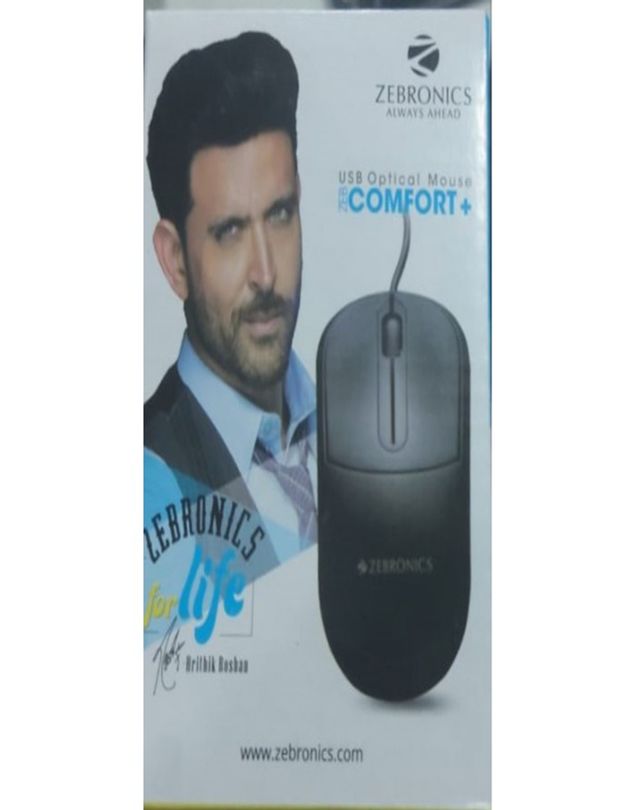 ZEBRONICS
ALWAYS AHEAD
USB Optical Mouse
ZEB COMFORT+
ZEBRONICS
ZEBRONICS
for life
Hrithik Roshan
www.zebronics.com